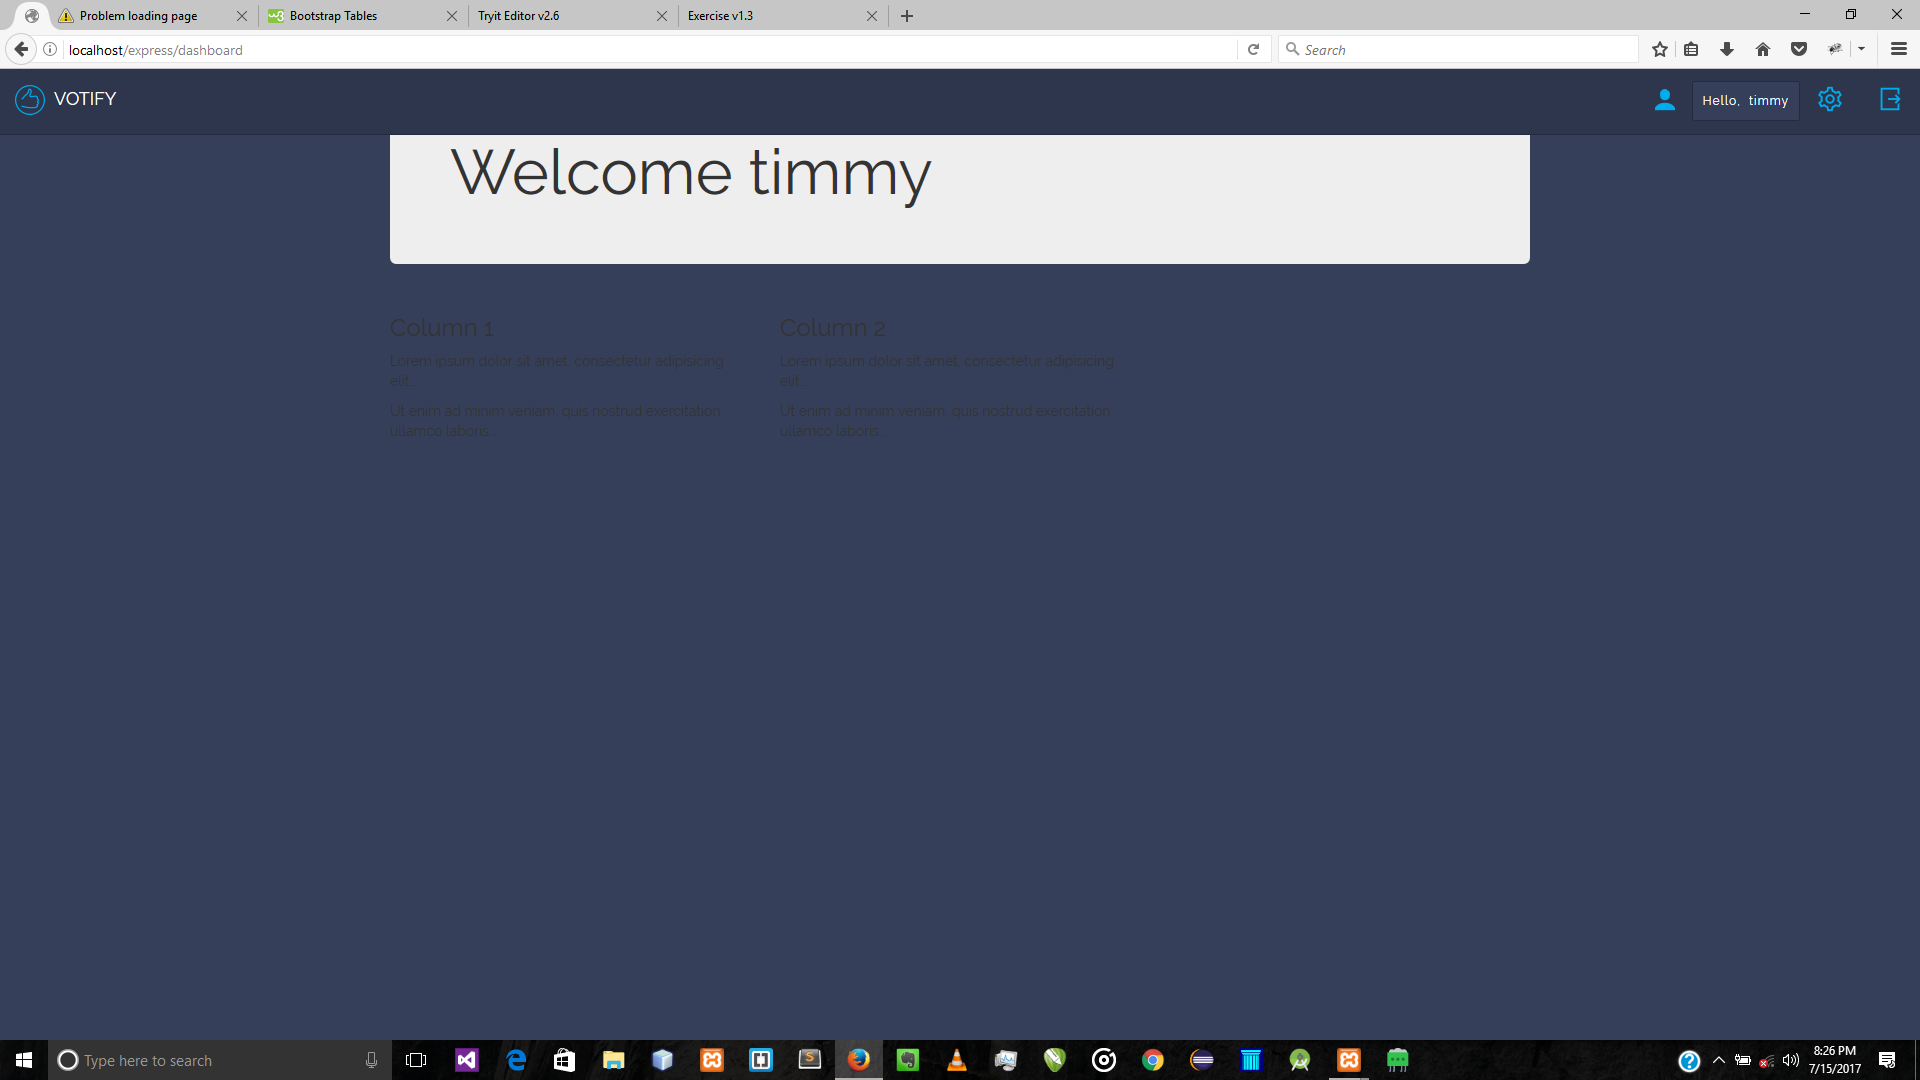 Problem loading page
Bootstrap Tables
Tryit Editor v2.6
Exercise v1.3
localhost/express/dashboard
Search
VOTIFY
Hello, timmy
Welcome timmy
Column 1
Lorem ipsum dolor sit amet, consectetur adipisicing
elit...
Ut enim ad minim veniam, quis nostrud exercitation
ullamco laboris...
Column 2
Lorem ipsum dolor sit amet, consectetur adipisicing
elit...
Ut enim ad minim veniam, quis nostrud exercitation
ullamco laboris...
Type here to search
8:26 PM
7/15/2017